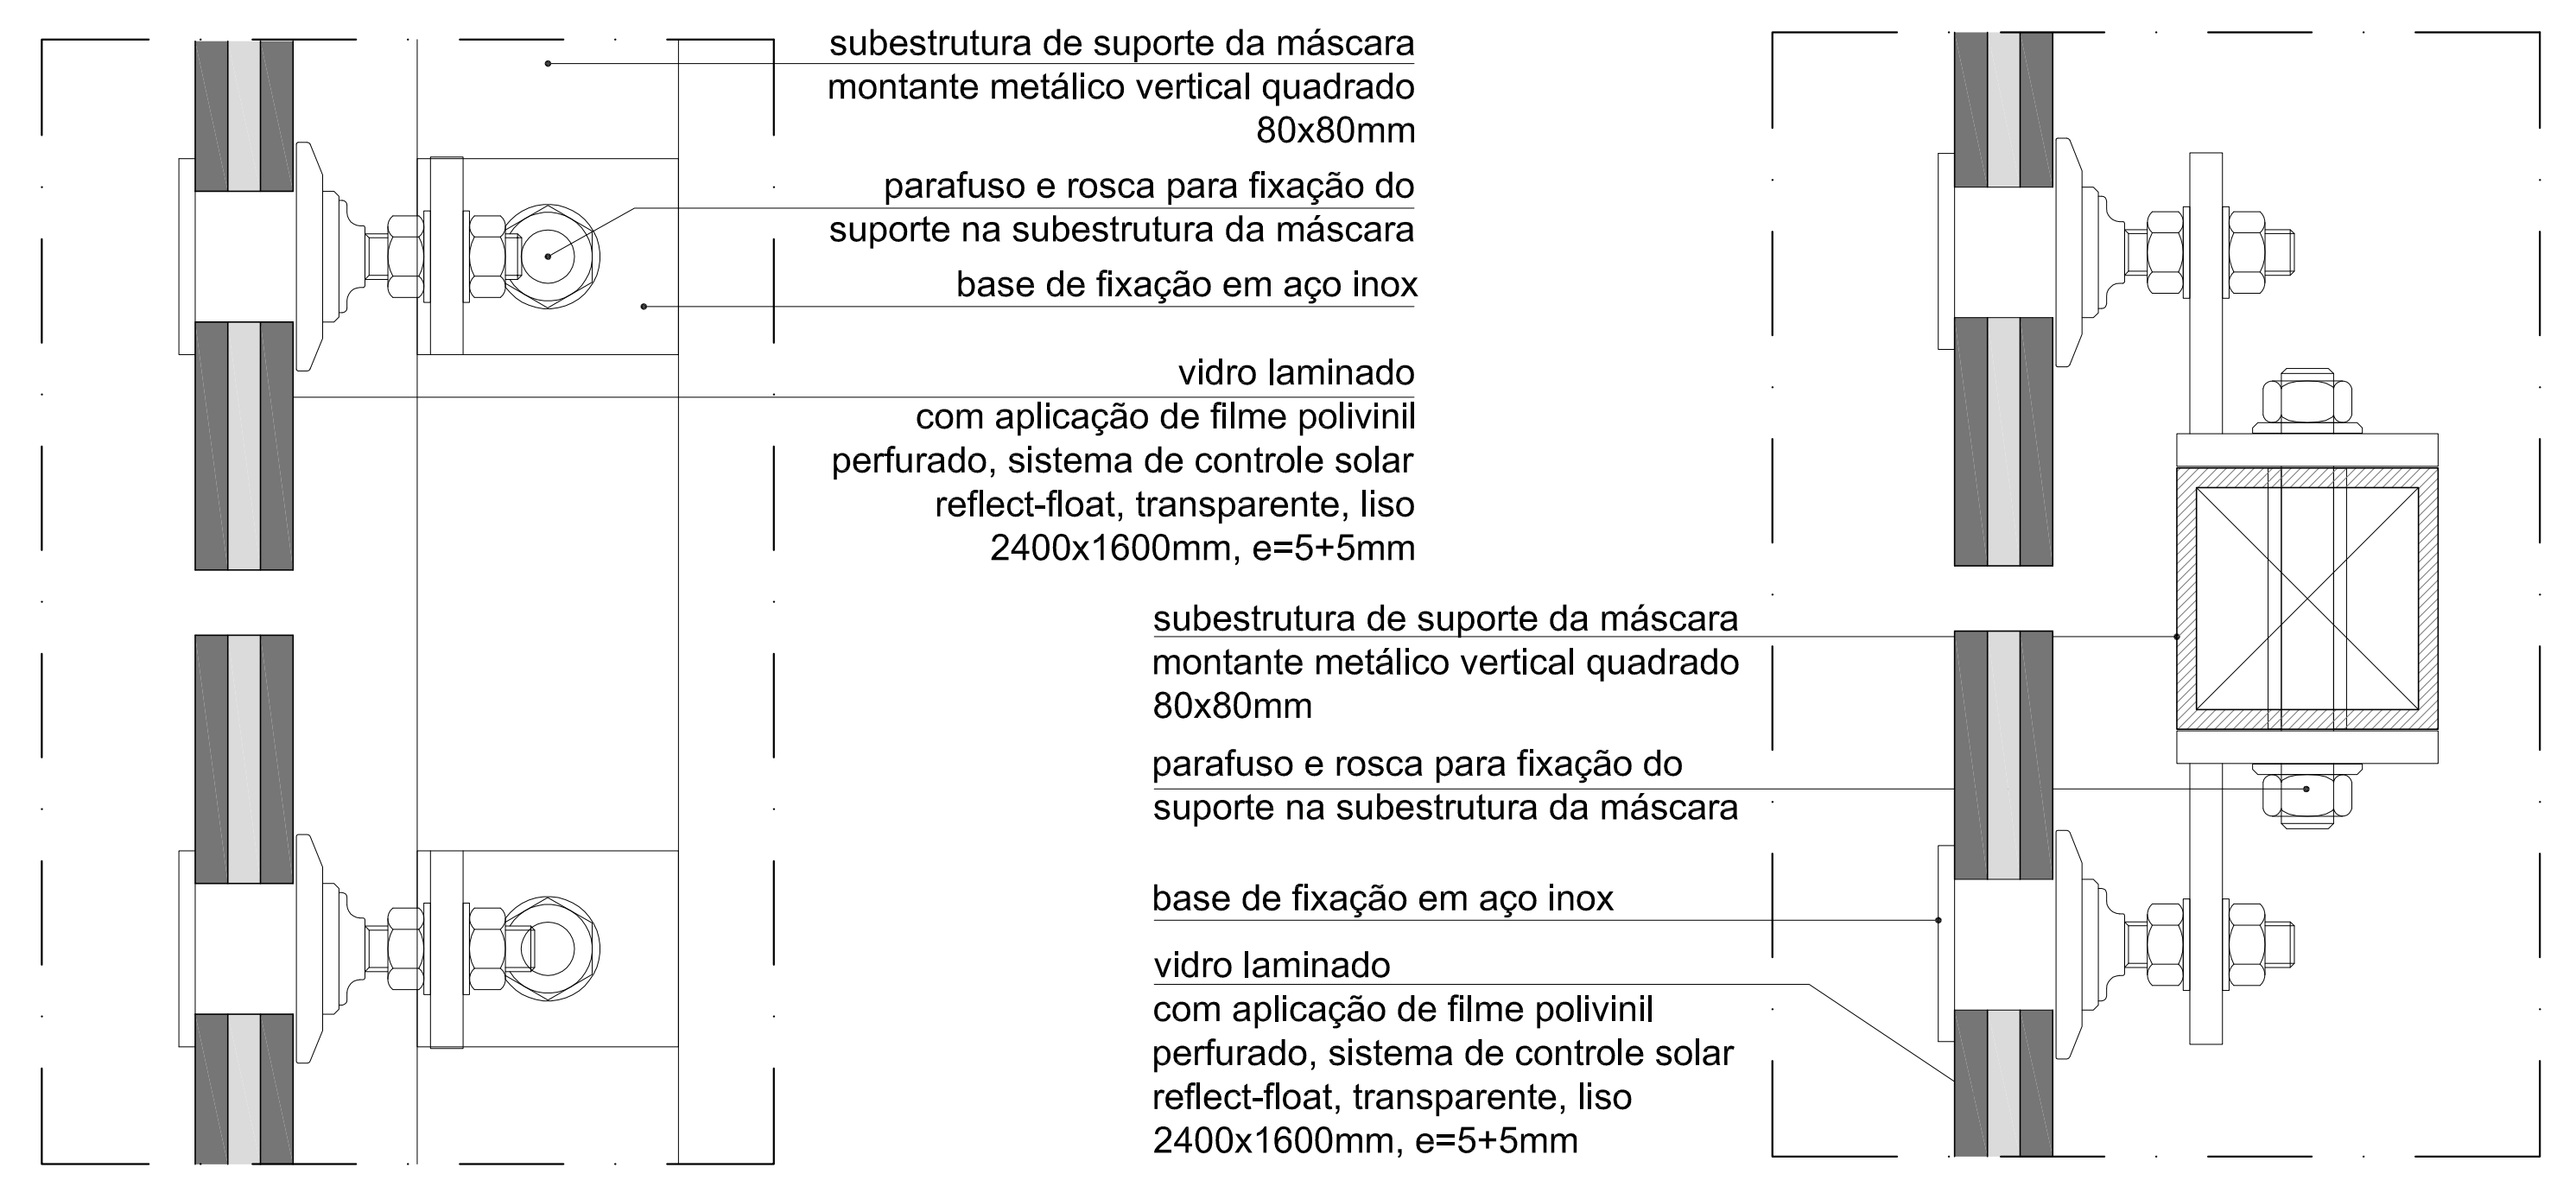 subestrutura de suporte da máscara
montante metálico vertical quadrado
80x80mm
parafuso e rosca para fixação do
suporte na subestrutura da máscara
base de fixação em aço inox
vidro laminado
com aplicação de filme polivinil
perfurado, sistema de controle solar
reflect-float, transparente, liso
2400x1600mm, e=5+5mm
subestrutura de suporte da máscara
montante metálico vertical quadrado
80x80mm
parafuso e rosca para fixação do
suporte na subestrutura da máscara
base de fixação em aço inox
vidro laminado
com aplicação de filme polivinil
perfurado, sistema de controle solar
reflect-float, transparente, liso
2400x1600mm, e=5+5mm